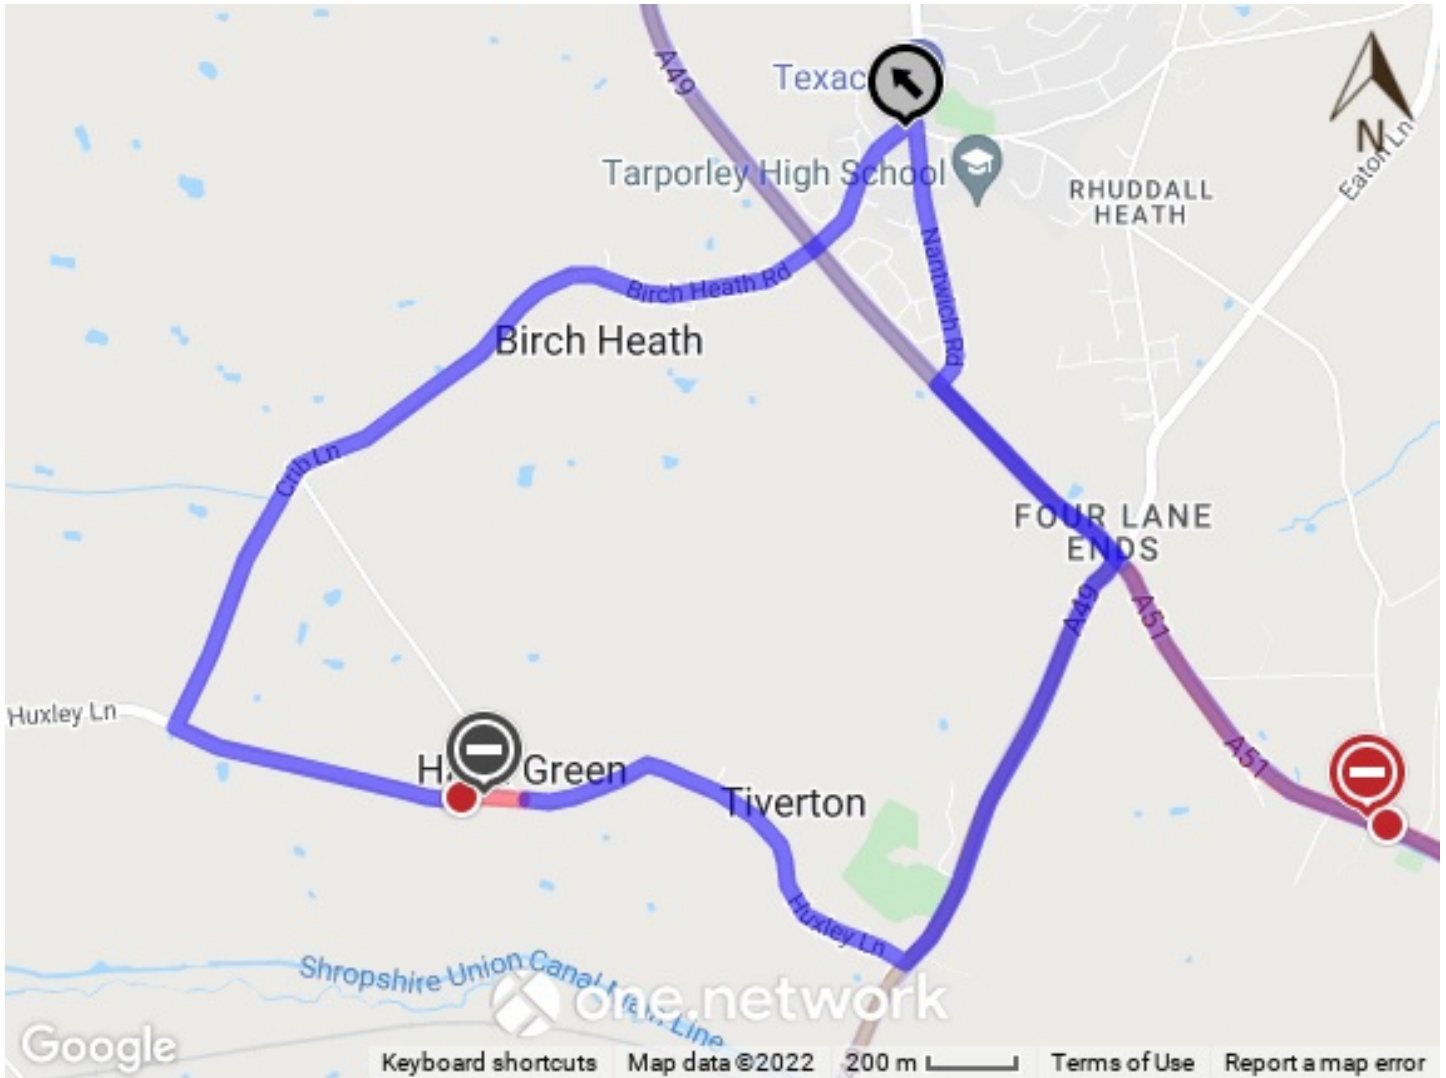 A49
Texac
N
Eaton Ln
Tarporley High School
RHUDDALL
HEATH
Nantwich Rd
Birch Heath Rd
Birch Heath
Crib Ln
FOUR LANE
ENDS
A49
A51
Huxley Ln
A51
H Green
Tiverton
Huxley Ln
Shropshire Union Canal Main Line
one.network
Google
Keyboard shortcuts
Map data ©2022
200 m
Terms of Use
Report a map error